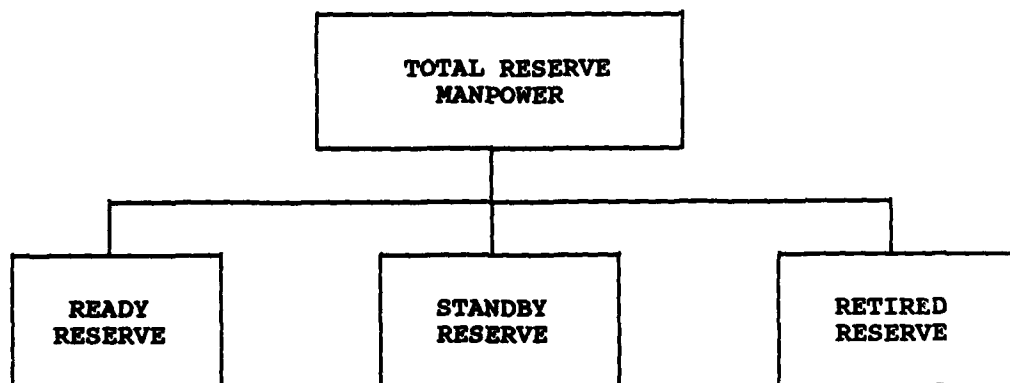 TOTAL RESERVE
MANPOWER
READY
RESERVE
STANDBY
RESERVE
RETIRED
RESERVE